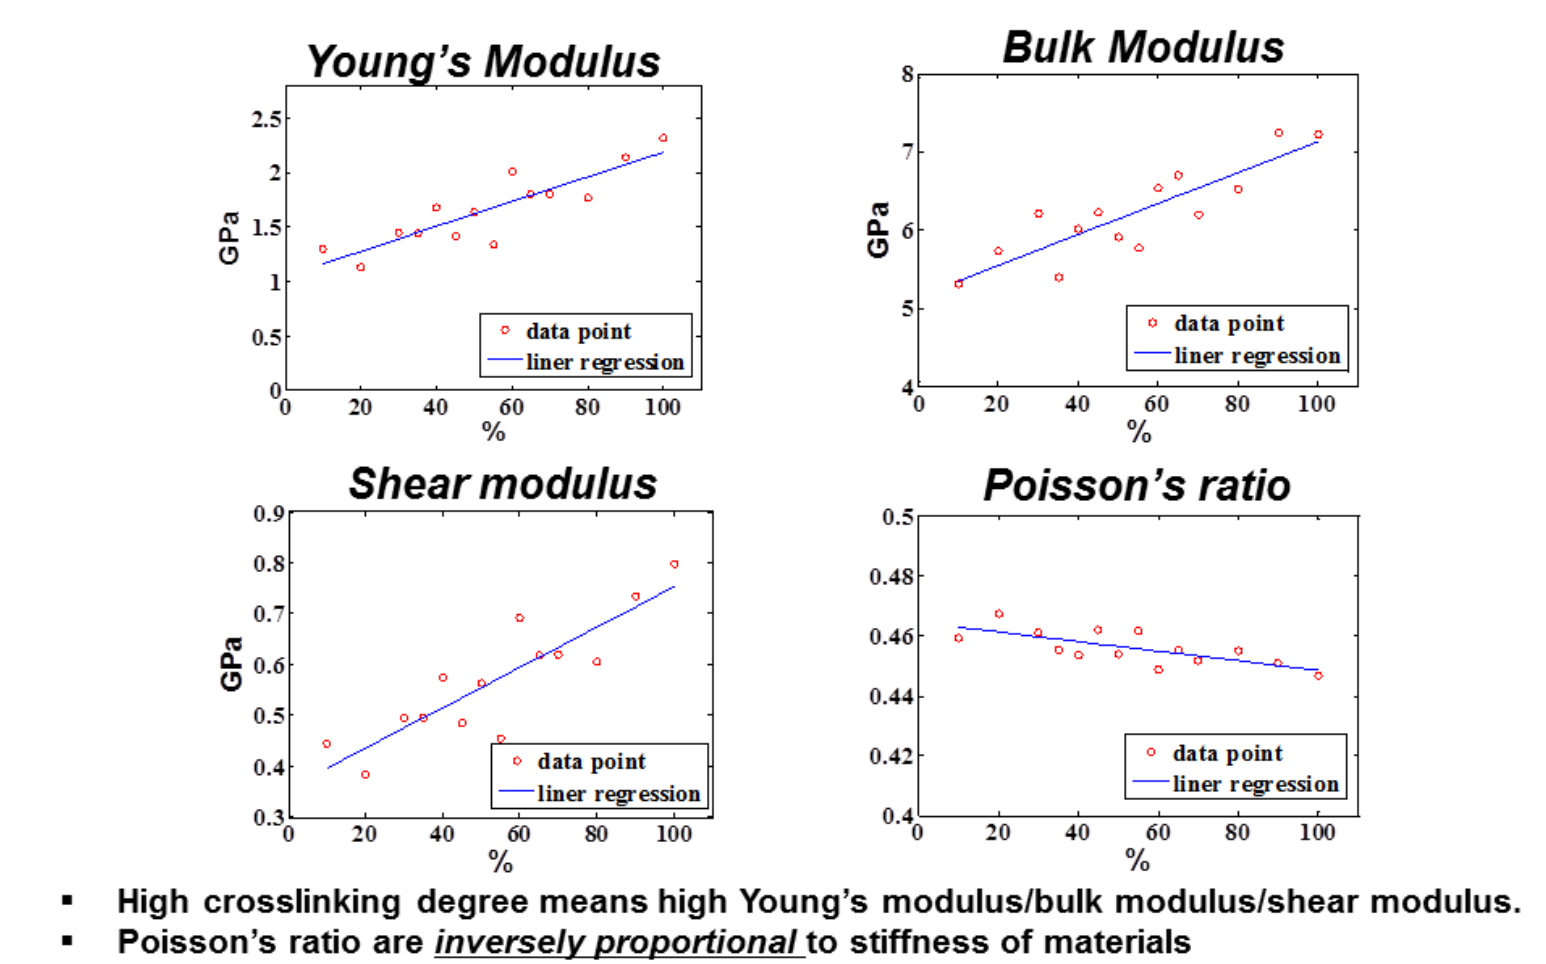 Young's Modulus
2.5
2
1.5
1
0.5
0
GPa
0 20 40 60 80 100
%
data point
liner regression
Bulk Modulus
8
7
6
5
4
GPa
0 20 40 60 80 100
%
data point
liner regression
Shear modulus
0.9
0.8
0.7
0.6
0.5
0.4
0.3
GPa
0 20 40 60 80 100
%
data point
liner regression
Poisson's ratio
0.5
0.48
0.46
0.44
0.42
0.4
0 20 40 60 80 100
%
data point
liner regression
▪ High crosslinking degree means high Young's modulus/bulk modulus/shear modulus.
▪ Poisson's ratio are inversely proportional to stiffness of materials